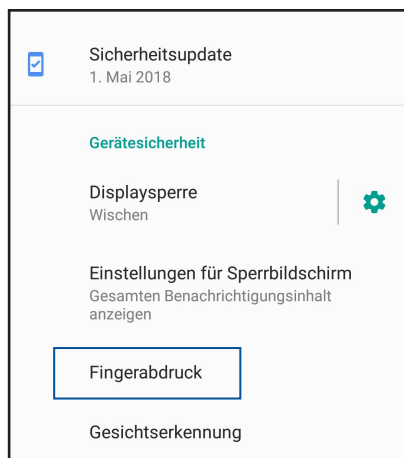 Sicherheitsupdate
1. Mai 2018
Gerätesicherheit
Displaysperre
Wischen
Einstellungen für Sperrbildschirm
Gesamten Benachrichtigungsinhalt
anzeigen
Fingerabdruck
Gesichtserkennung